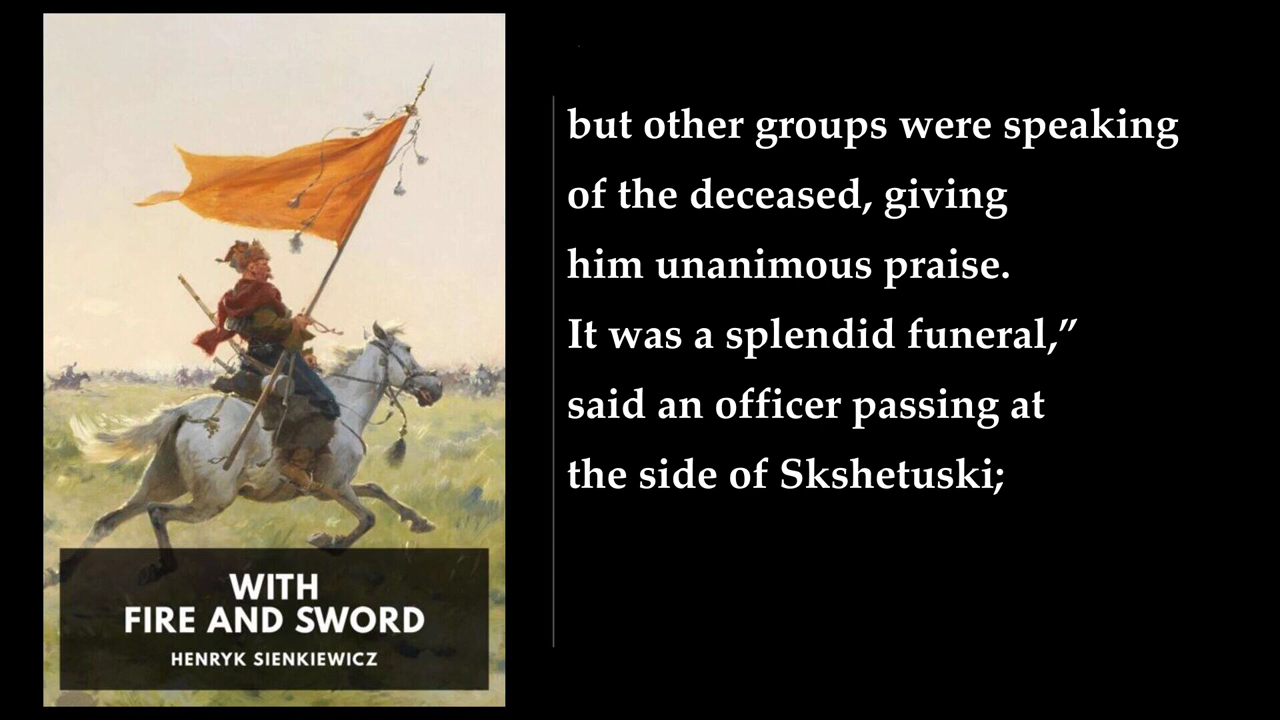 WITH
FIRE AND SWORD
HENRYK SIENKIEWICZ
but other groups were speaking
of the deceased, giving
him unanimous praise.
It was a splendid funeral,”
said an officer passing at
the side of Skshetuski;